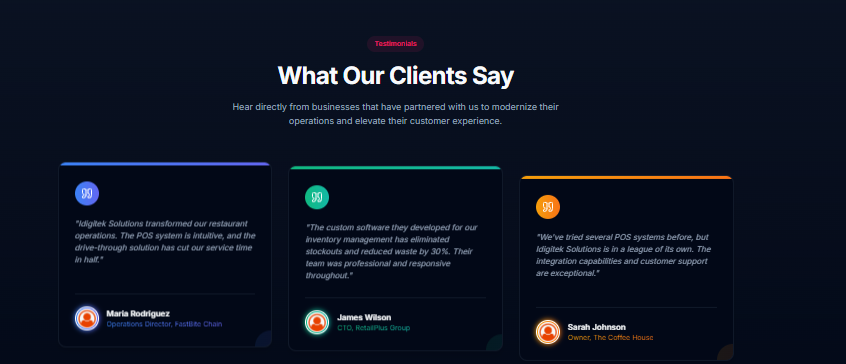 Testimonials
What Our Clients Say
Hear directly from businesses that have partnered with us to modernize their
operations and elevate their customer experience.
"Idigitek Solutions transformed our restaurant
operations. The POS system is intuitive, and the
drive-through solution has cut our service time
in half."
Maria Rodriguez
Operations Director, FastBite Chain
"The custom software they developed for our
inventory management has eliminated
stockouts and reduced waste by 30%. Their
team was professional and responsive
throughout."
James Wilson
CTO, RetailPlus Group
"We've tried several POS systems before, but
Idigitek Solutions is in a league of its own. The
integration capabilities and customer support
are exceptional."
Sarah Johnson
Owner, The Coffee House